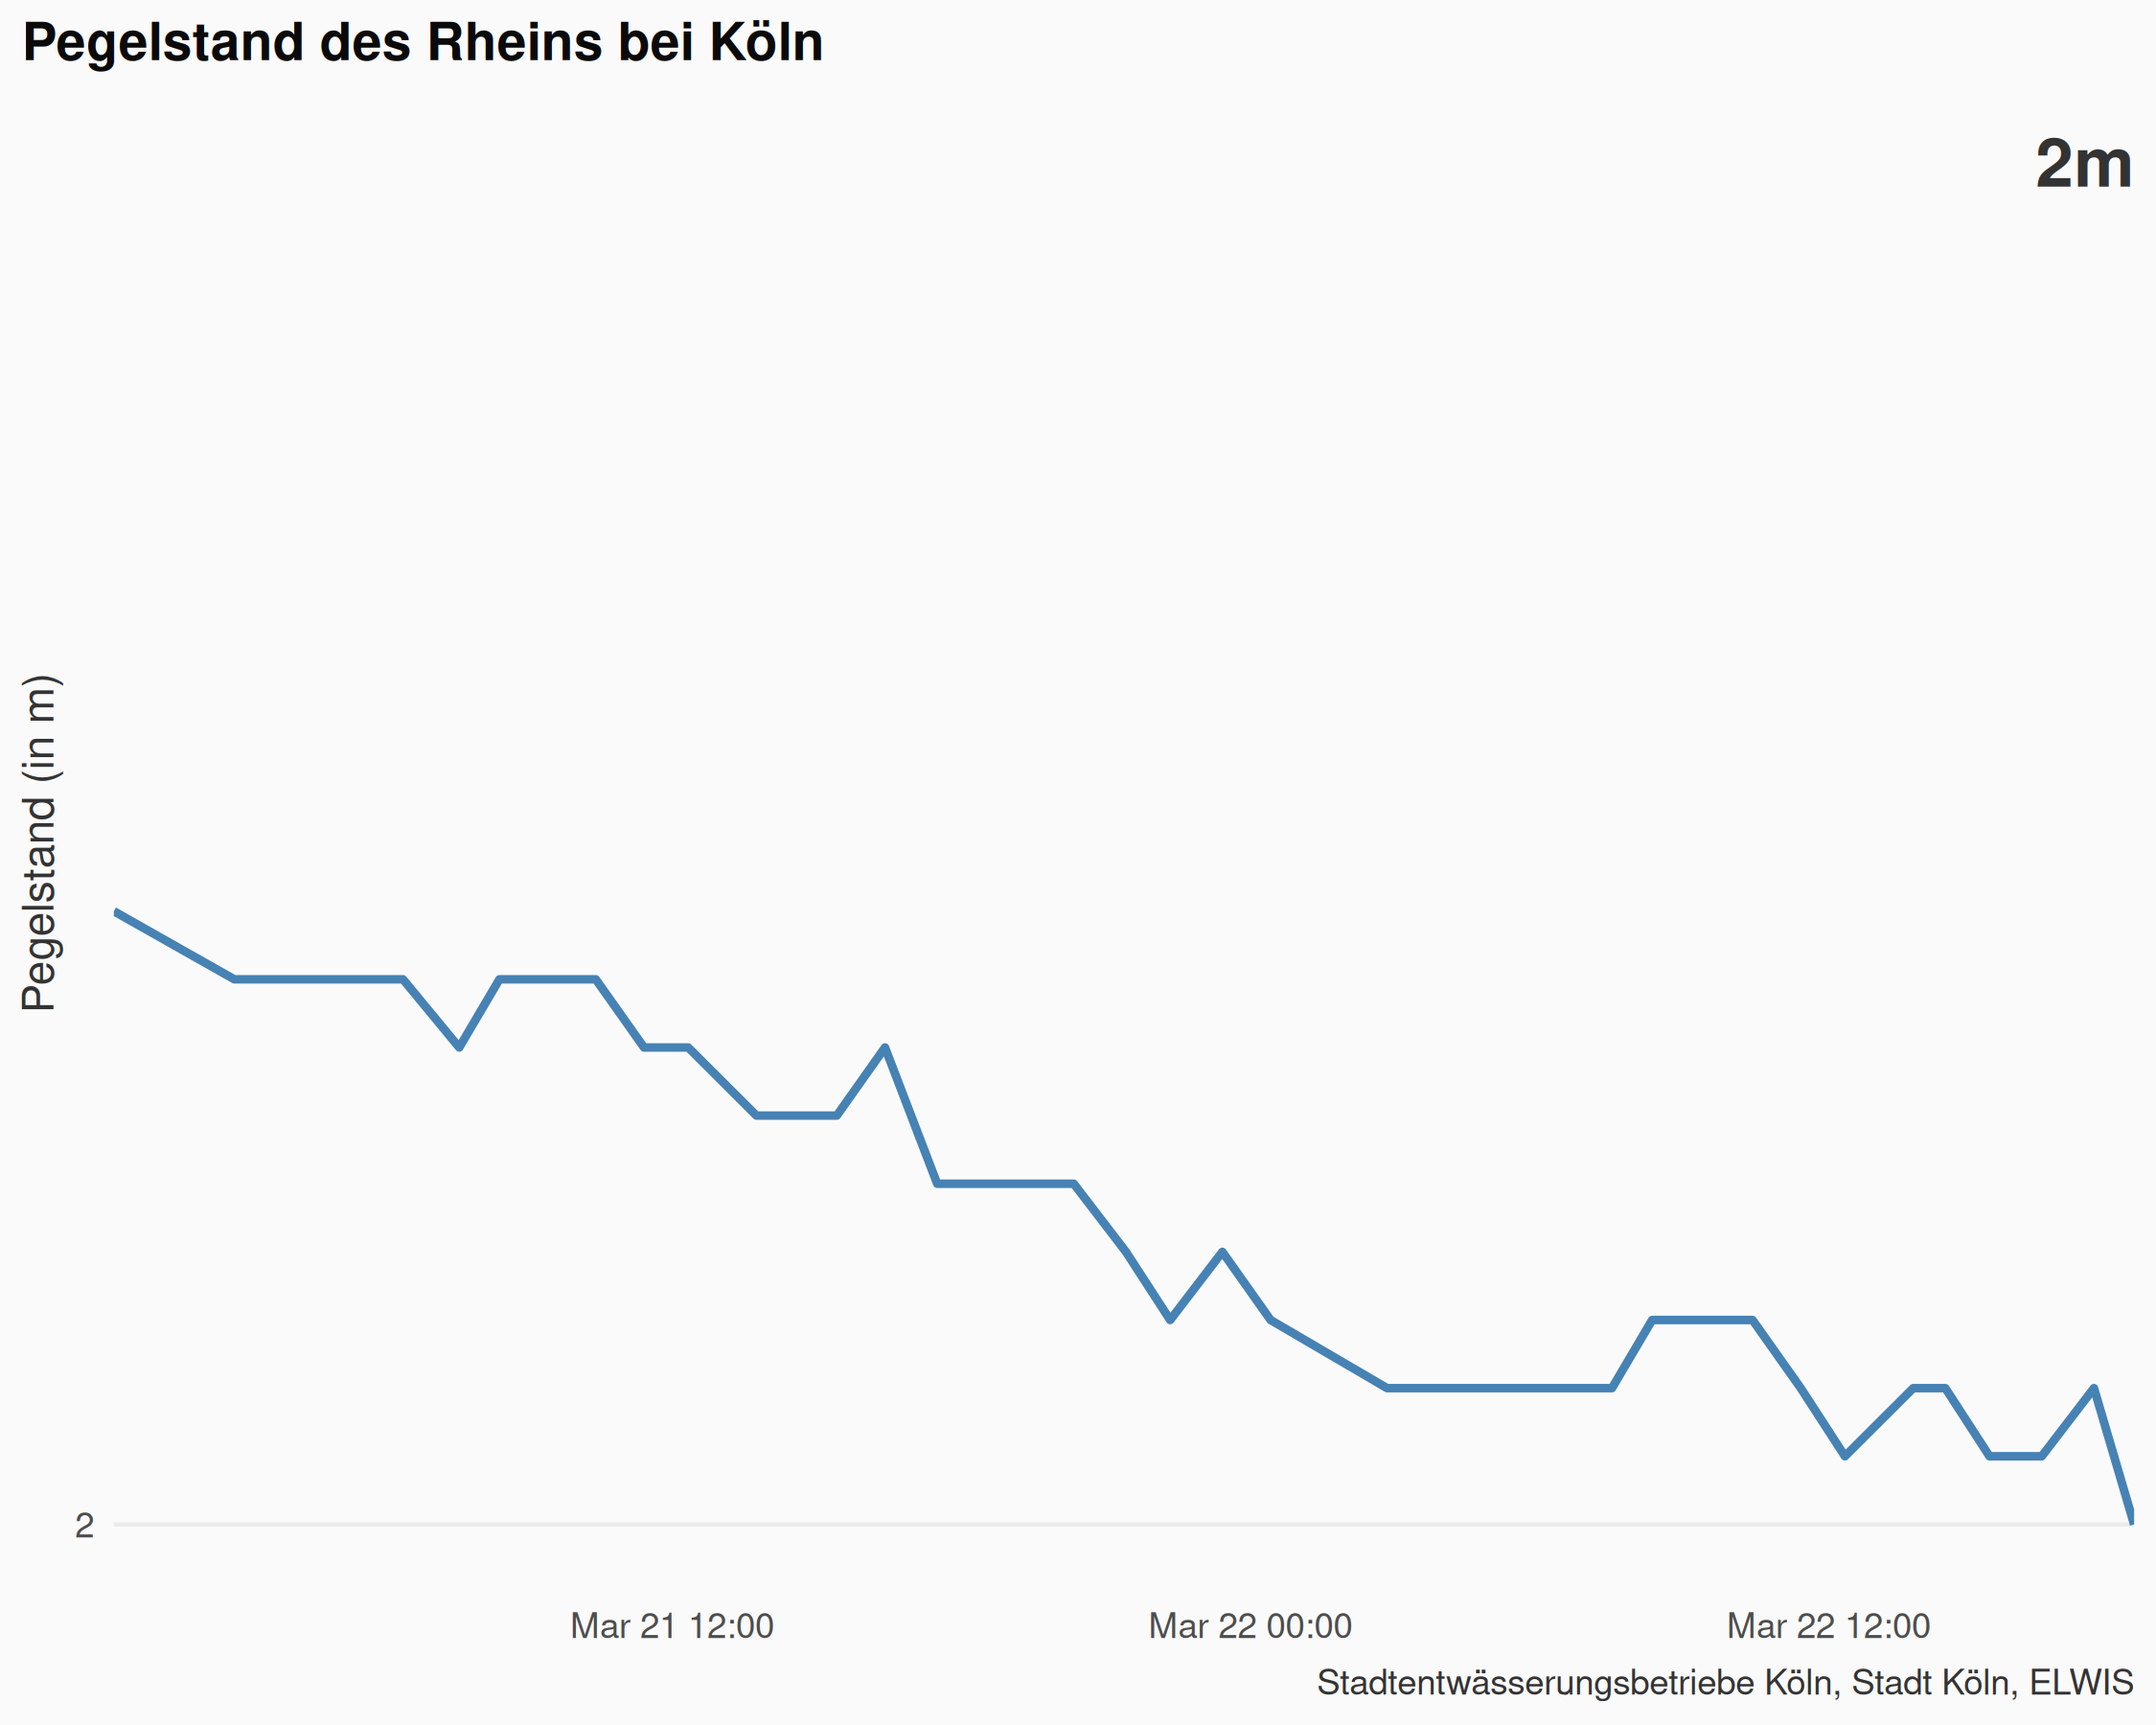 Pegelstand des Rheins bei Köln
2m
Pegelstand (in m)
2
Mar 21 12:00
Mar 22 00:00
Mar 22 12:00
Stadtentwässerungsbetriebe Köln, Stadt Köln, ELWIS